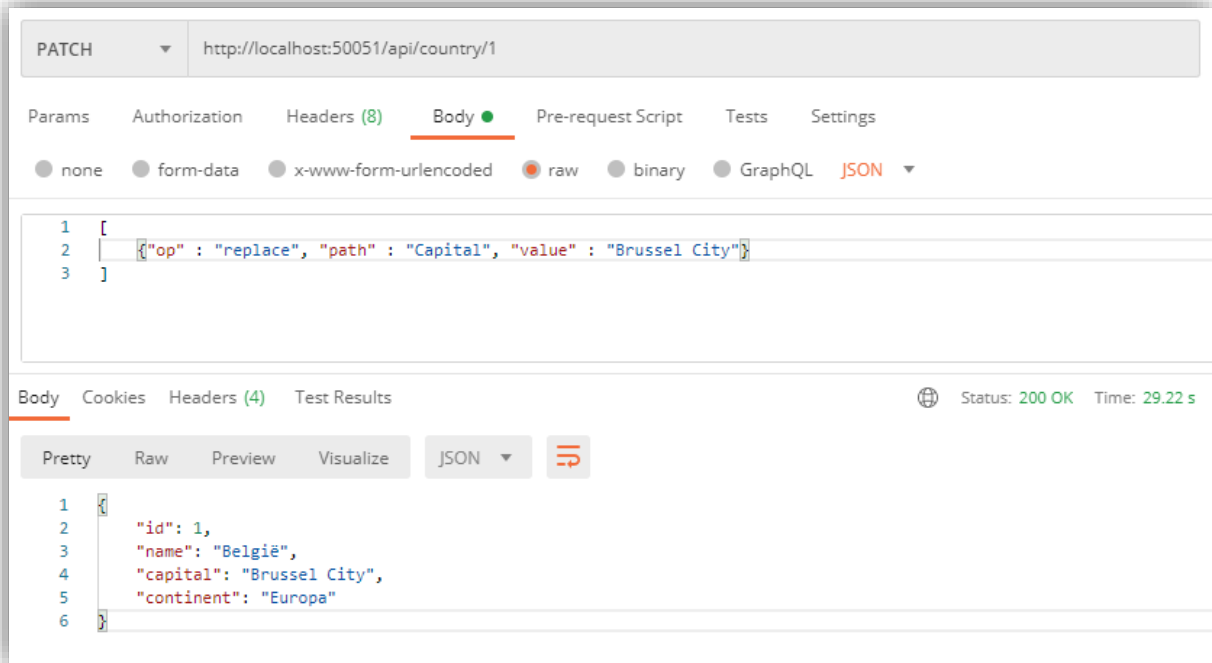 PATCH http://localhost:50051/api/country/1
Params Authorization Headers (8) Body Pre-request Script Tests Settings
none form-data x-www-form-urlencoded raw binary GraphQL JSON
1 [
2 {"op" : "replace", "path" : "Capital", "value" : "Brussel City"}
3 ]
Body Cookies Headers (4) Test Results Status: 200 OK Time: 29.22 s
Pretty Raw Preview Visualize JSON
1 {
2 "id": 1,
3 "name": "België",
4 "capital": "Brussel City",
5 "continent": "Europa"
6 }